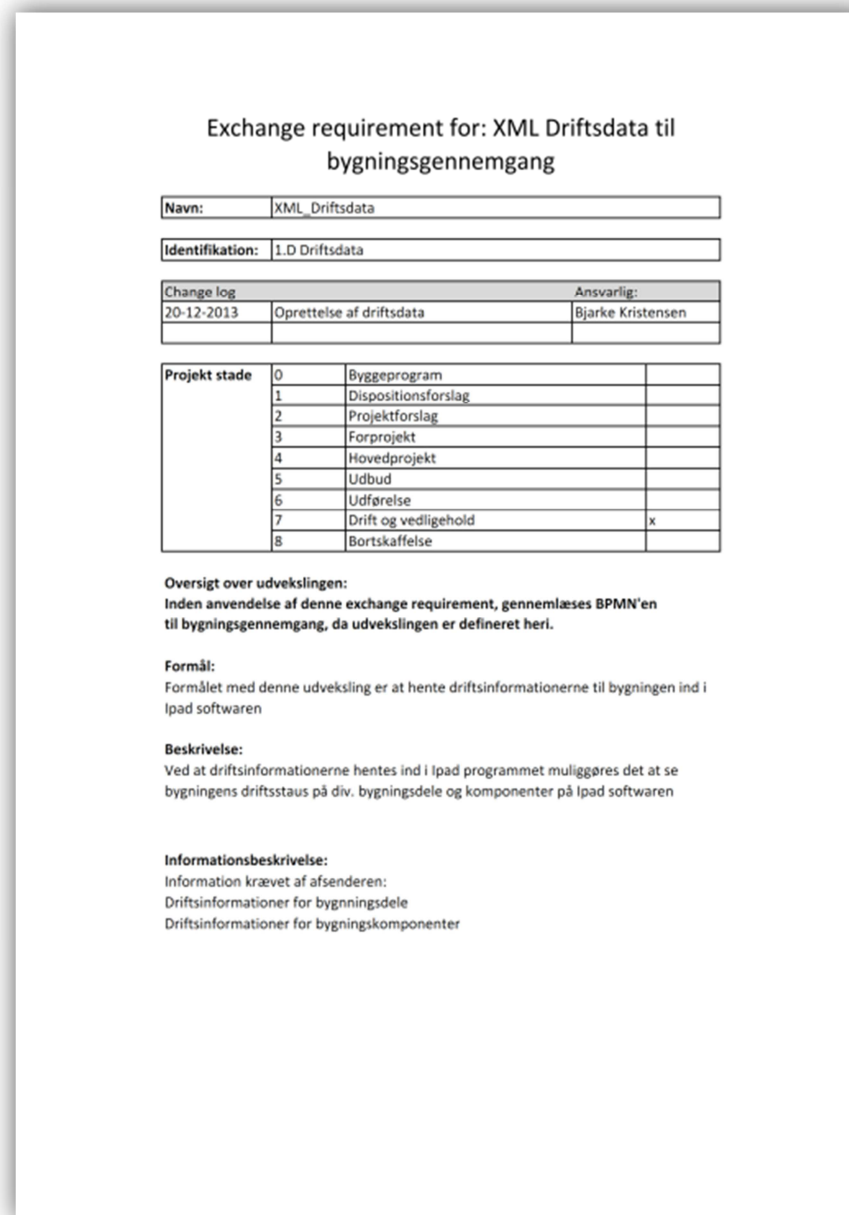 Exchange requirement for: XML Driftsdata til
bygningsgennemgang
Navn: XML_Driftsdata
Identifikation: 1.D Driftsdata
Change log Ansvarlig:
20-12-2013 Oprettelse af driftsdata Bjarke Kristensen
Projekt stade 0 Byggeprogram
1 Dispositionsforslag
2 Projektforslag
3 Forprojekt
4 Hovedprojekt
5 Udbud
6 Udførelse
7 Drift og vedligehold x
8 Bortskaffelse
Oversigt over udvekslingen:
Inden anvendelse af denne exchange requirement, gennemlæses BPMN'en
til bygningsgennemgang, da udvekslingen er defineret heri.
Formål:
Formålet med denne udveksling er at hente driftsinformationerne til bygningen ind i
Ipad softwaren
Beskrivelse:
Ved at driftsinformationerne hentes ind i Ipad programmet muliggøres det at se
bygningens driftsstaus på div. bygningsdele og komponenter på Ipad softwaren
Informationsbeskrivelse:
Information krævet af afsenderen:
Driftsinformationer for bygnningsdele
Driftsinformationer for bygningskomponenter